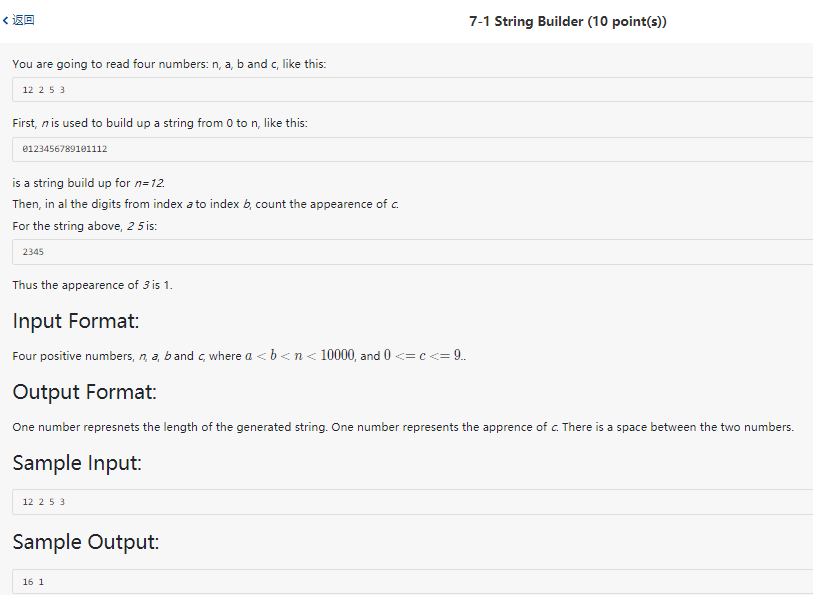 < 返回
7-1 String Builder (10 point(s))
You are going to read four numbers: n, a, b and c, like this:
12 2 5 3
First, n is used to build up a string from 0 to n, like this:
0123456789101112
is a string build up for n=12.
Then, in al the digits from index a to index b, count the appearence of c.
For the string above, 2 5 is:
2345
Thus the appearence of 3 is 1.
Input Format:
Four positive numbers, n, a, b and c, where a < b < n < 10000, and 0 <= c <= 9..
Output Format:
One number represnets the length of the generated string. One number represents the apprence of c. There is a space between the two numbers.
Sample Input:
12 2 5 3
Sample Output:
16 1